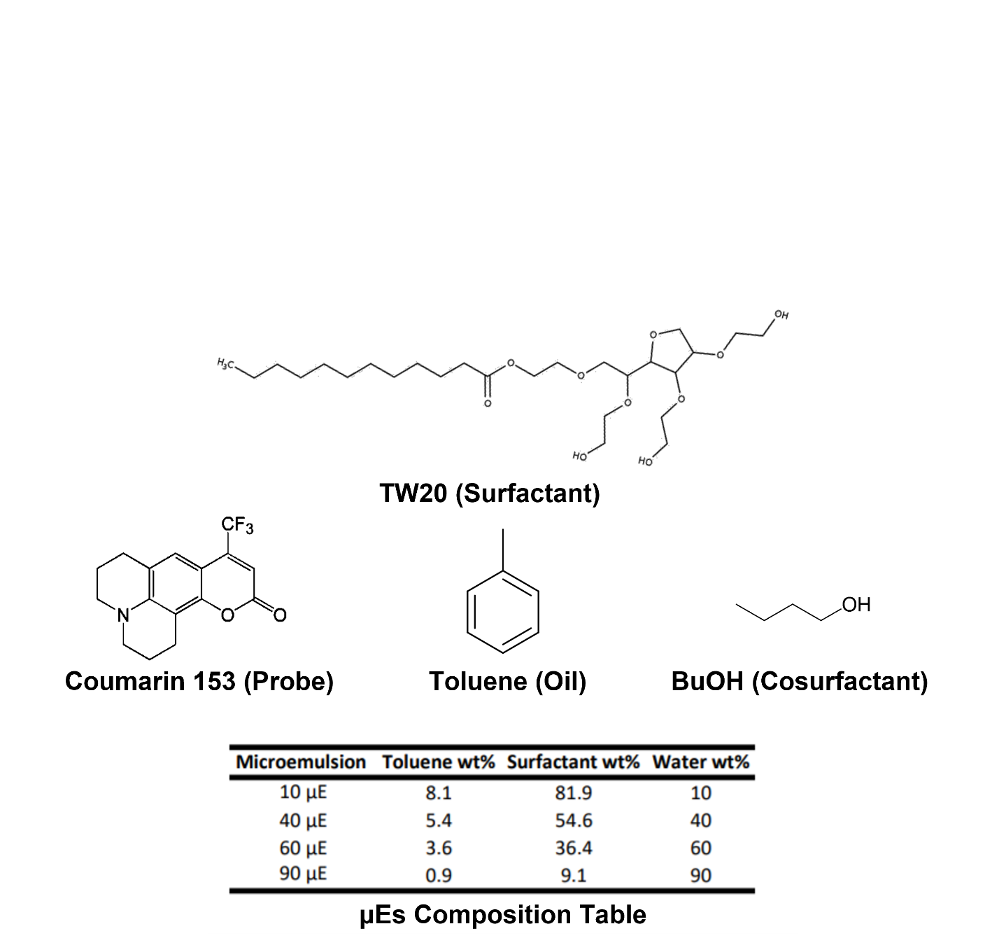 OH
O
H₃C
O
O
O
O
O
O
HO
HO
TW20 (Surfactant)
CF₃
N
O
O
OH
Coumarin 153 (Probe)
Toluene (Oil)
BuOH (Cosurfactant)
Microemulsion Toluene wt% Surfactant wt% Water wt%
10 µE 8.1 81.9 10
40 µE 5.4 54.6 40
60 µE 3.6 36.4 60
90 µE 0.9 9.1 90
µEs Composition Table